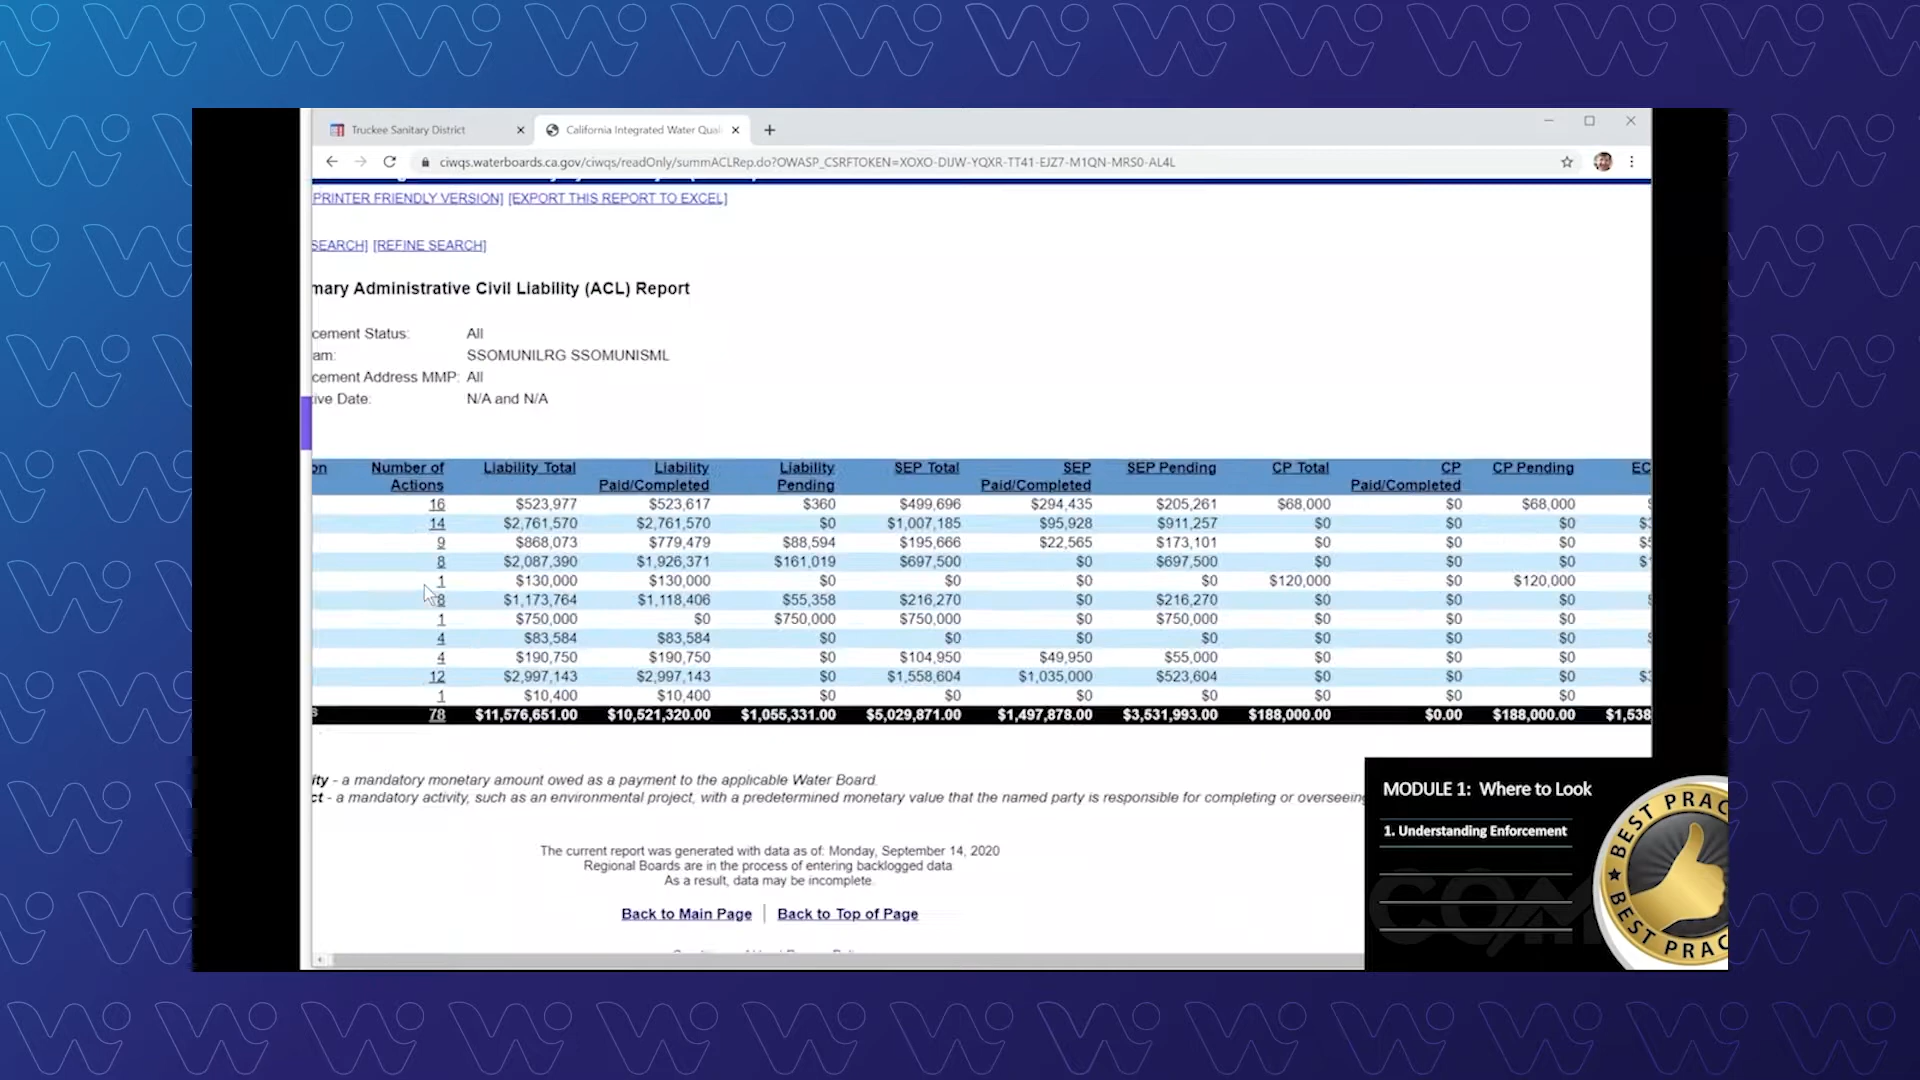 Truckee Sanitary District
California Integrated Water Quali
ciwqs.waterboards.ca.gov/ciwqs/readOnly/summACLRep.do?OWASP_CSRFTOKEN=XOXO-DIJW-YQXR-TT41-EJZ7-M1QN-MRS0-AL4L
PRINTER FRIENDLY VERSION] [EXPORT THIS REPORT TO EXCEL]
SEARCH] [REFINE SEARCH]
mary Administrative Civil Liability (ACL) Report
cement Status: All
am: SSOMUNILRG SSOMUNISML
cement Address MMP: All
tive Date: N/A and N/A
on Number of Actions Liability Total Liability Paid/Completed Liability Pending SEP Total SEP Paid/Completed SEP Pending CP Total CP Paid/Completed CP Pending EC
16 $523,977 $523,617 $360 $499,696 $294,435 $205,261 $68,000 $0 $68,000
14 $2,761,570 $2,761,570 $0 $1,007,185 $95,928 $911,257 $0 $0 $0
9 $868,073 $779,479 $88,594 $195,666 $22,565 $173,101 $0 $0 $0
8 $2,087,390 $1,926,371 $161,019 $697,500 $0 $697,500 $0 $0 $0
1 $130,000 $130,000 $0 $0 $0 $0 $120,000 $0 $120,000
8 $1,173,764 $1,118,406 $55,358 $216,270 $0 $216,270 $0 $0 $0
1 $750,000 $0 $750,000 $750,000 $0 $750,000 $0 $0 $0
4 $83,584 $83,584 $0 $0 $0 $0 $0 $0 $0
4 $190,750 $190,750 $0 $104,950 $49,950 $55,000 $0 $0 $0
12 $2,997,143 $2,997,143 $0 $1,558,604 $1,035,000 $523,604 $0 $0 $0
1 $10,400 $10,400 $0 $0 $0 $0 $0 $0 $0
78 $11,576,651.00 $10,521,320.00 $1,055,331.00 $5,029,871.00 $1,497,878.00 $3,531,993.00 $188,000.00 $0.00 $188,000.00 $1,538
ity - a mandatory monetary amount owed as a payment to the applicable Water Board.
ct - a mandatory activity, such as an environmental project, with a predetermined monetary value that the named party is responsible for completing or overseeing
The current report was generated with data as of: Monday, September 14, 2020
Regional Boards are in the process of entering backlogged data.
As a result, data may be incomplete.
Back to Main Page | Back to Top of Page
MODULE 1: Where to Look
1. Understanding Enforcement
BEST PRAC
BEST PRAC